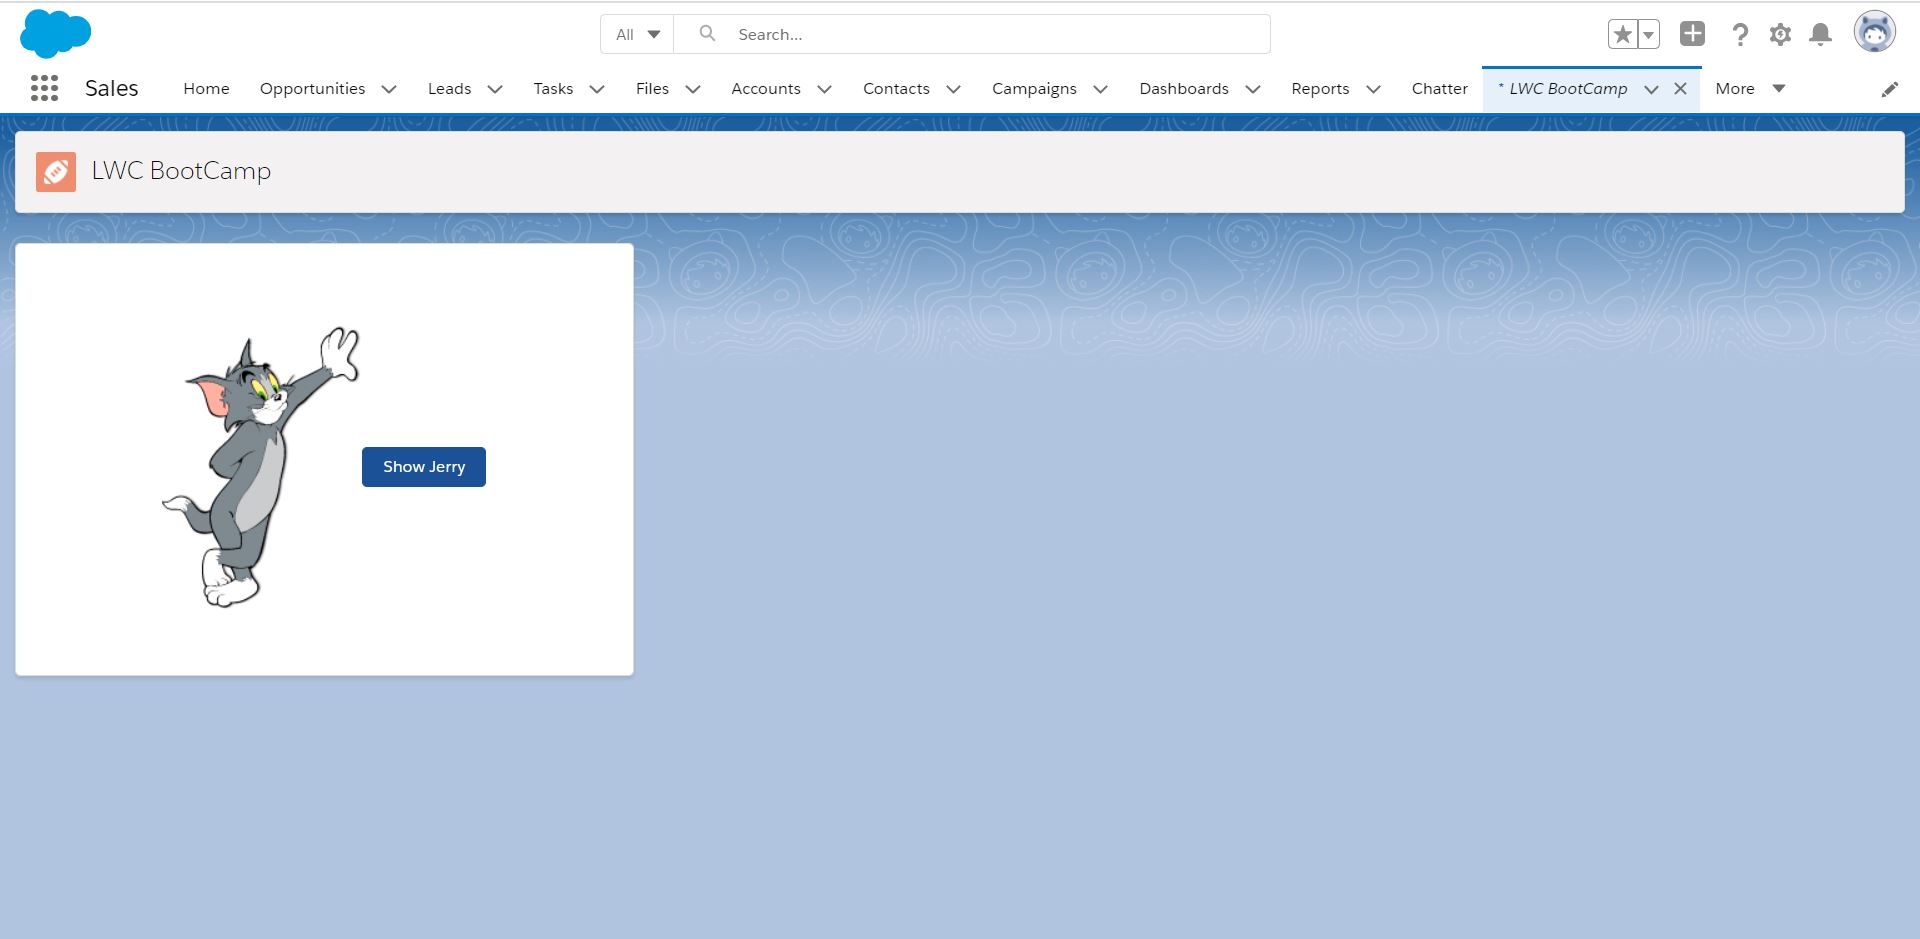 All Search...
Sales Home Opportunities Leads Tasks Files Accounts Contacts Campaigns Dashboards Reports Chatter * LWC BootCamp More
LWC BootCamp
Show Jerry